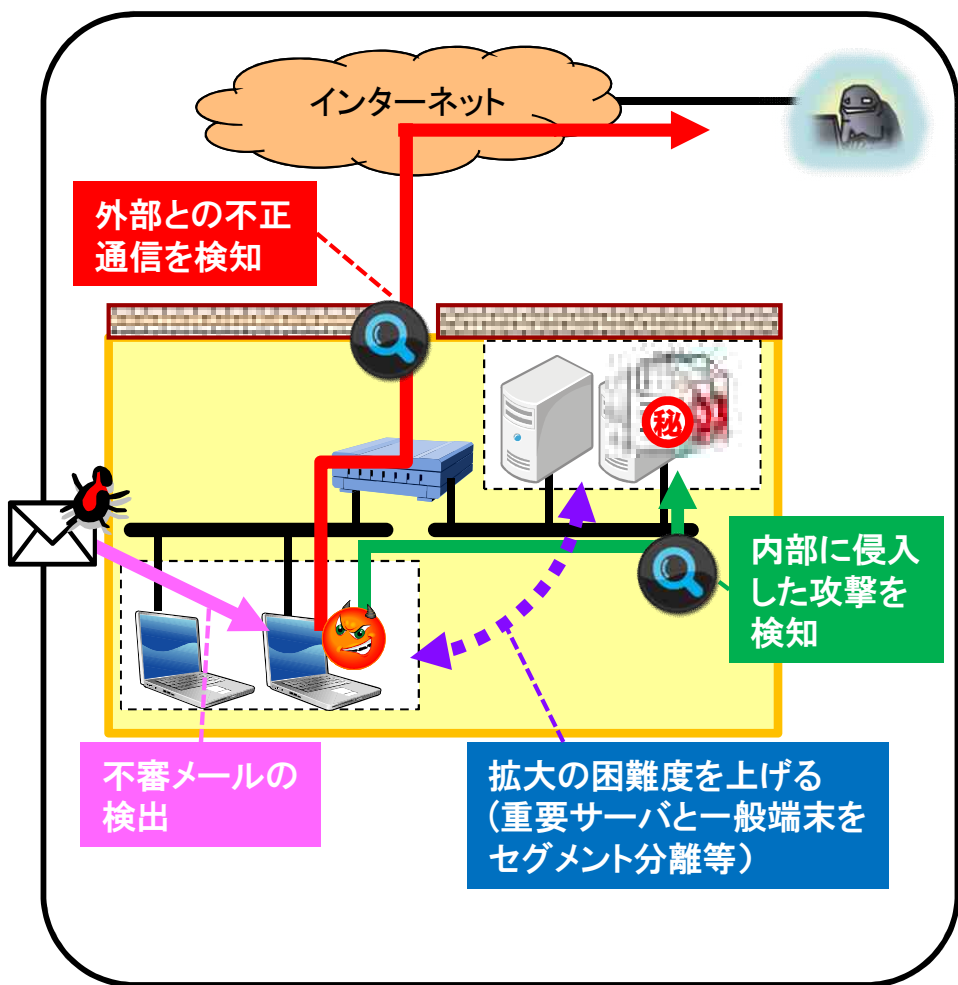 インターネット
外部との不正
通信を検知
秘
内部に侵入
した攻撃を
検知
不審メールの
検出
拡大の困難度を上げる
(重要サーバと一般端末を
セグメント分離等）